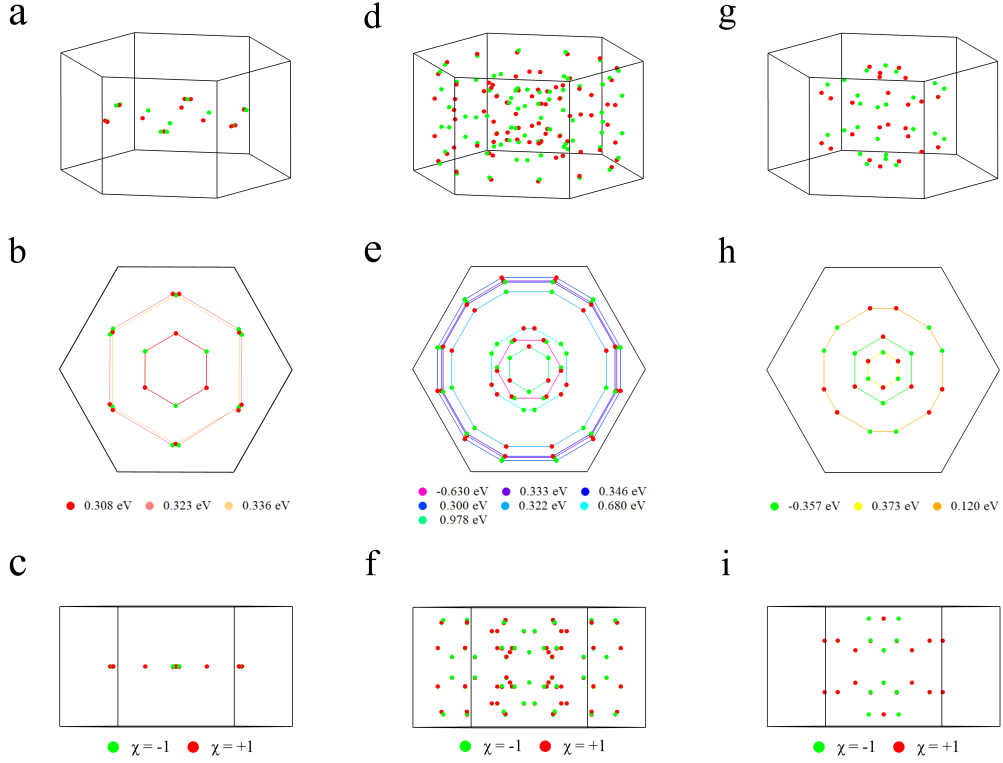 a
d
g
b
e
h
0.308 eV 0.323 eV 0.336 eV
-0.630 eV 0.333 eV 0.346 eV
0.300 eV 0.322 eV 0.680 eV
0.978 eV
-0.357 eV 0.373 eV 0.120 eV
c
f
i
χ = -1 χ = +1
χ = -1 χ = +1
χ = -1 χ = +1